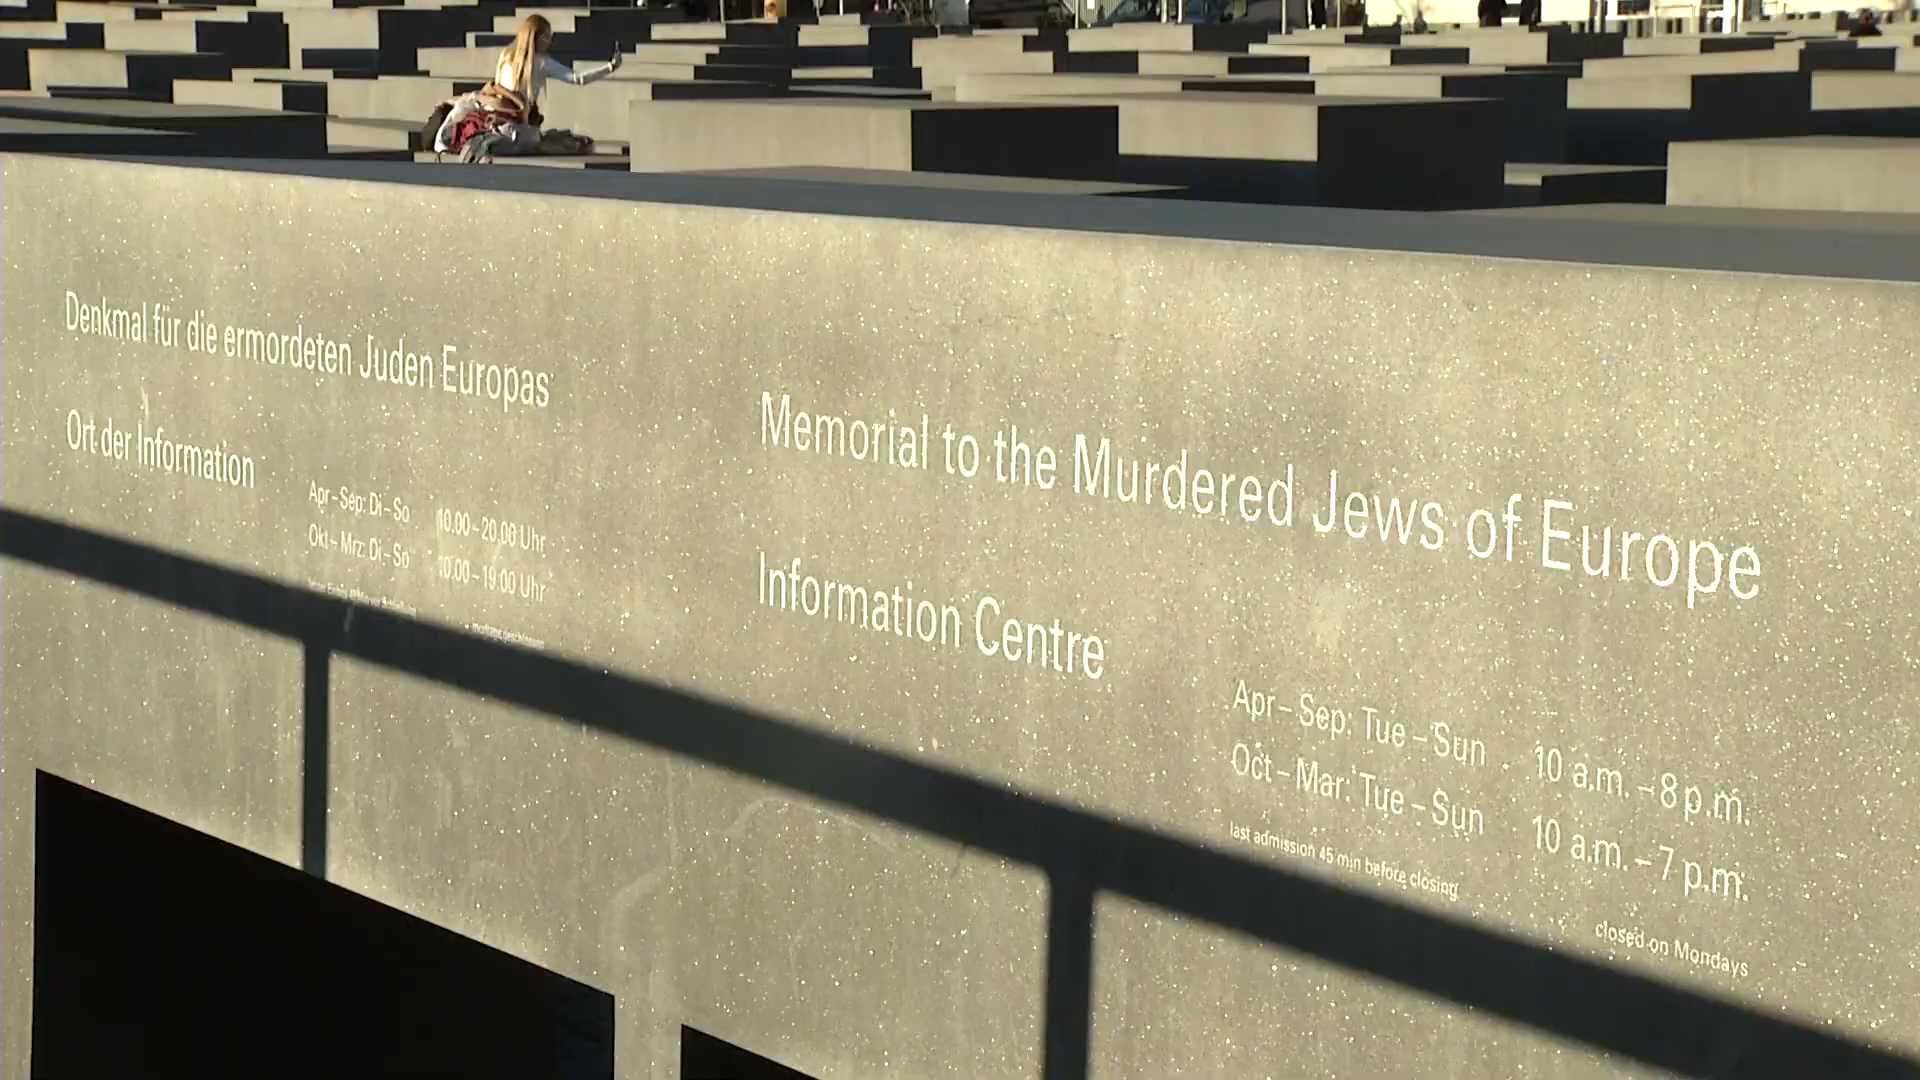 Denkmal für die ermordeten Juden Europas
Ort der Information
Apr – Sep: Di – So 10.00 – 20.00 Uhr
Okt – Mrz: Di – So 10.00 – 19.00 Uhr
Memorial to the Murdered Jews of Europe
Information Centre
Apr – Sep: Tue – Sun 10 a.m. – 8 p.m.
Oct – Mar: Tue – Sun 10 a.m. – 7 p.m.
last admission 45 min before closing
closed on Mondays